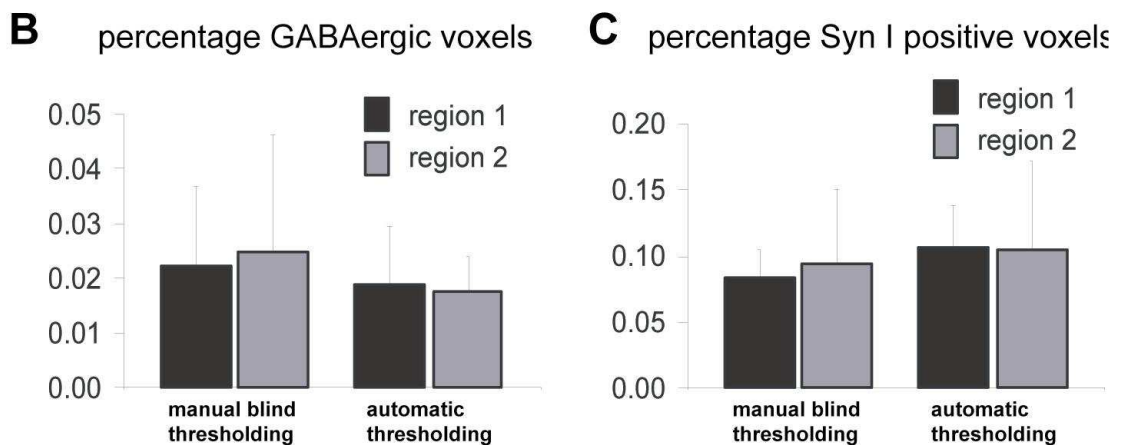 B
percentage GABAergic voxels
0.05
0.04
0.03
0.02
0.01
0.00
region 1
region 2
manual blind
thresholding
automatic
thresholding
C
percentage Syn I positive voxels
0.20
0.15
0.10
0.05
0.00
region 1
region 2
manual blind
thresholding
automatic
thresholding